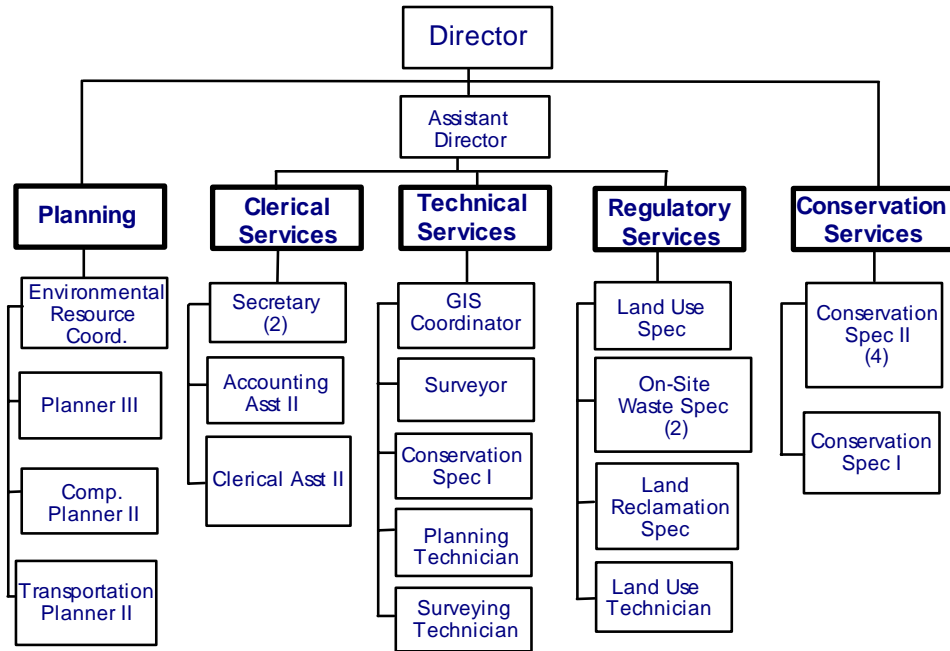 Director
Assistant
Director
Planning
Clerical
Services
Technical
Services
Regulatory
Services
Conservation
Services
Environmental
Resource
Coord.
Planner III
Comp.
Planner II
Transportation
Planner II
Secretary
(2)
Accounting
Asst II
Clerical Asst II
GIS
Coordinator
Surveyor
Conservation
Spec I
Planning
Technician
Surveying
Technician
Land Use
Spec
On-Site
Waste Spec
(2)
Land
Reclamation
Spec
Land Use
Technician
Conservation
Spec II
(4)
Conservation
Spec I